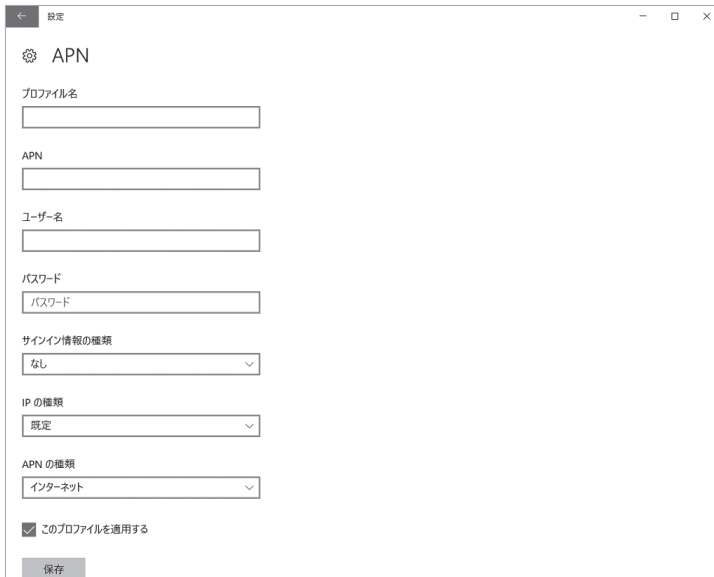 設定
APN
プロファイル名
APN
ユーザー名
パスワード
パスワード
サインイン情報の種類
なし
IP の種類
既定
APN の種類
インターネット
このプロファイルを適用する
保存